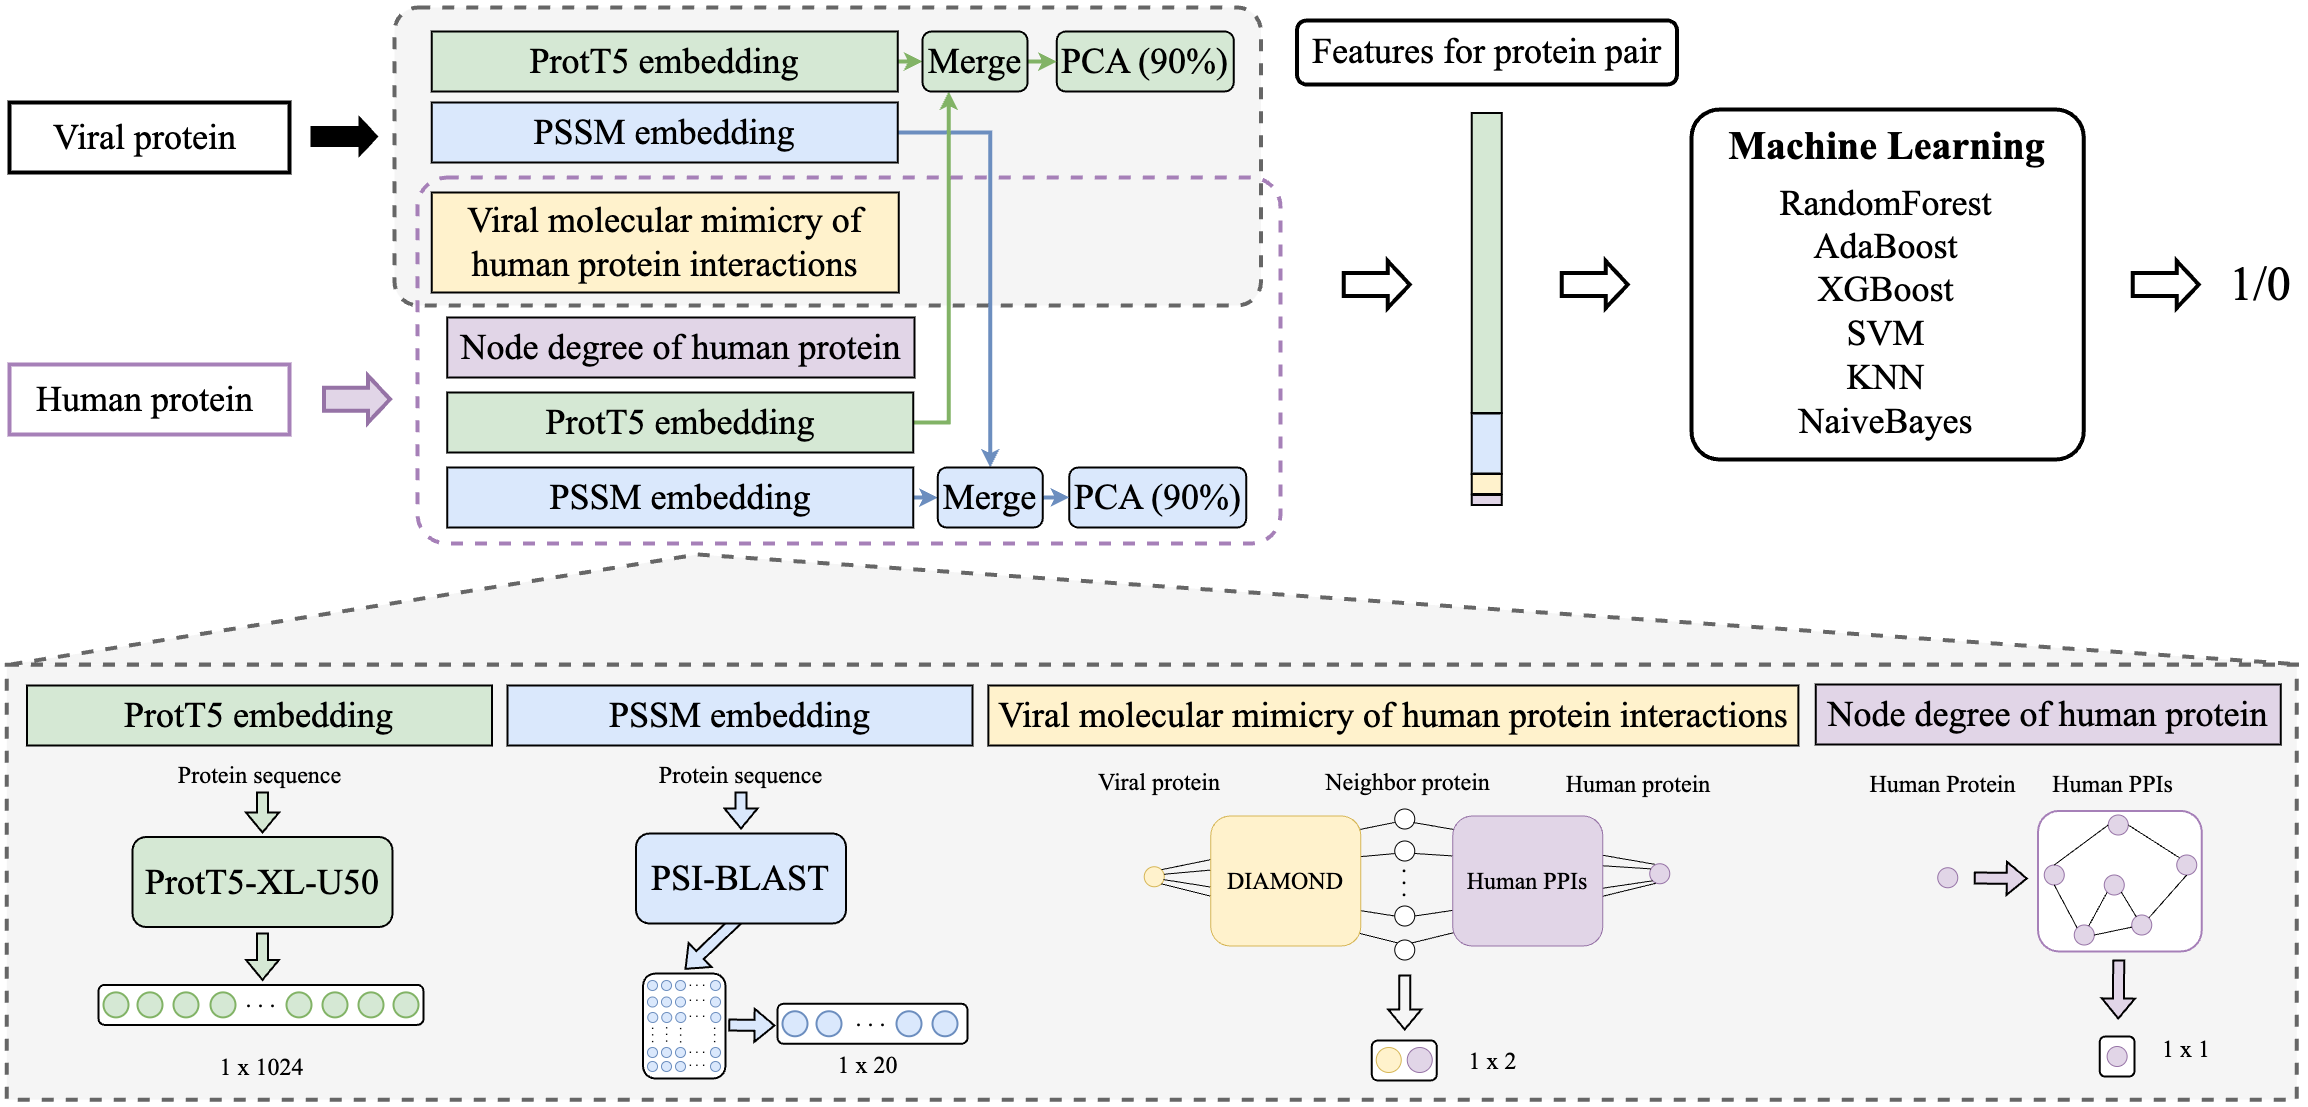 Viral protein
Human protein
ProtT5 embedding
Merge
PCA (90%)
PSSM embedding
Viral molecular mimicry of
human protein interactions
Node degree of human protein
ProtT5 embedding
PSSM embedding
Merge
PCA (90%)
Features for protein pair
Machine Learning
RandomForest
AdaBoost
XGBoost
SVM
KNN
NaiveBayes
1/0
ProtT5 embedding
Protein sequence
ProtT5-XL-U50
1 x 1024
PSSM embedding
Protein sequence
PSI-BLAST
1 x 20
Viral molecular mimicry of human protein interactions
Viral protein
Neighbor protein
Human protein
DIAMOND
Human PPIs
1 x 2
Node degree of human protein
Human Protein
Human PPIs
1 x 1